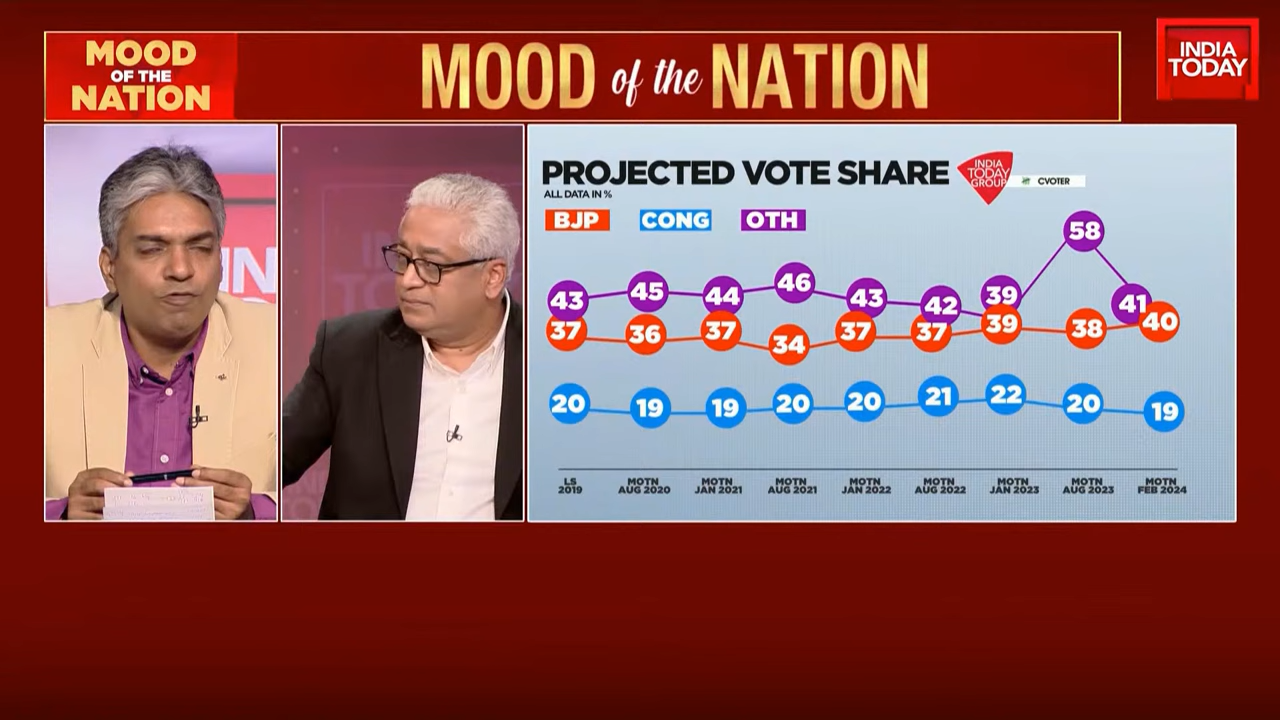 MOOD
OF THE
NATION
MOOD of the NATION
INDIA
TODAY
PROJECTED VOTE SHARE
ALL DATA IN %
INDIA
TODAY
GROUP
CVOTER
BJP CONG OTH
43 45 44 46 43 42 39 58 41
37 36 37 34 37 37 39 38 40
20 19 19 20 20 21 22 20 19
LS
2019
MOTN
AUG 2020
MOTN
JAN 2021
MOTN
AUG 2021
MOTN
JAN 2022
MOTN
AUG 2022
MOTN
JAN 2023
MOTN
AUG 2023
MOTN
FEB 2024